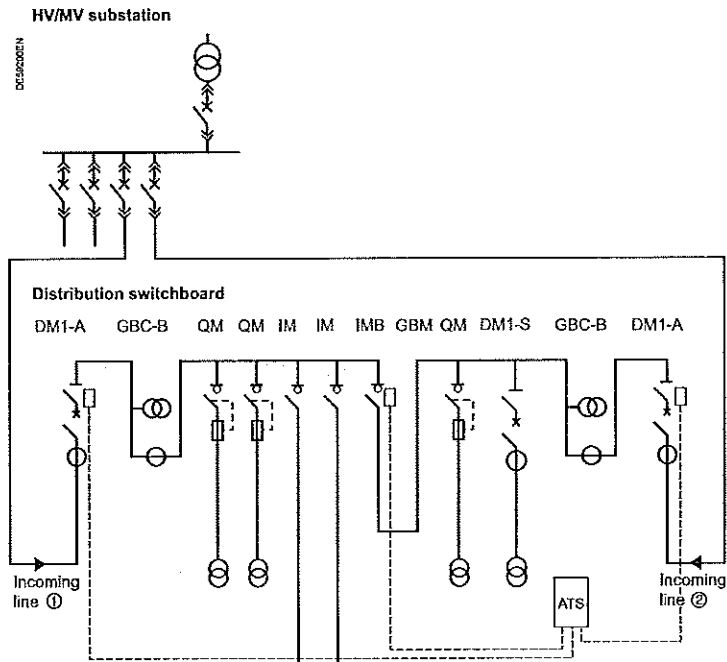 HV/MV substation
DE59200EN
Distribution switchboard
DM1-A GBC-B QM QM IM IM IMB GBM QM DM1-S GBC-B DM1-A
Incoming
line ①
ATS
Incoming
line ②